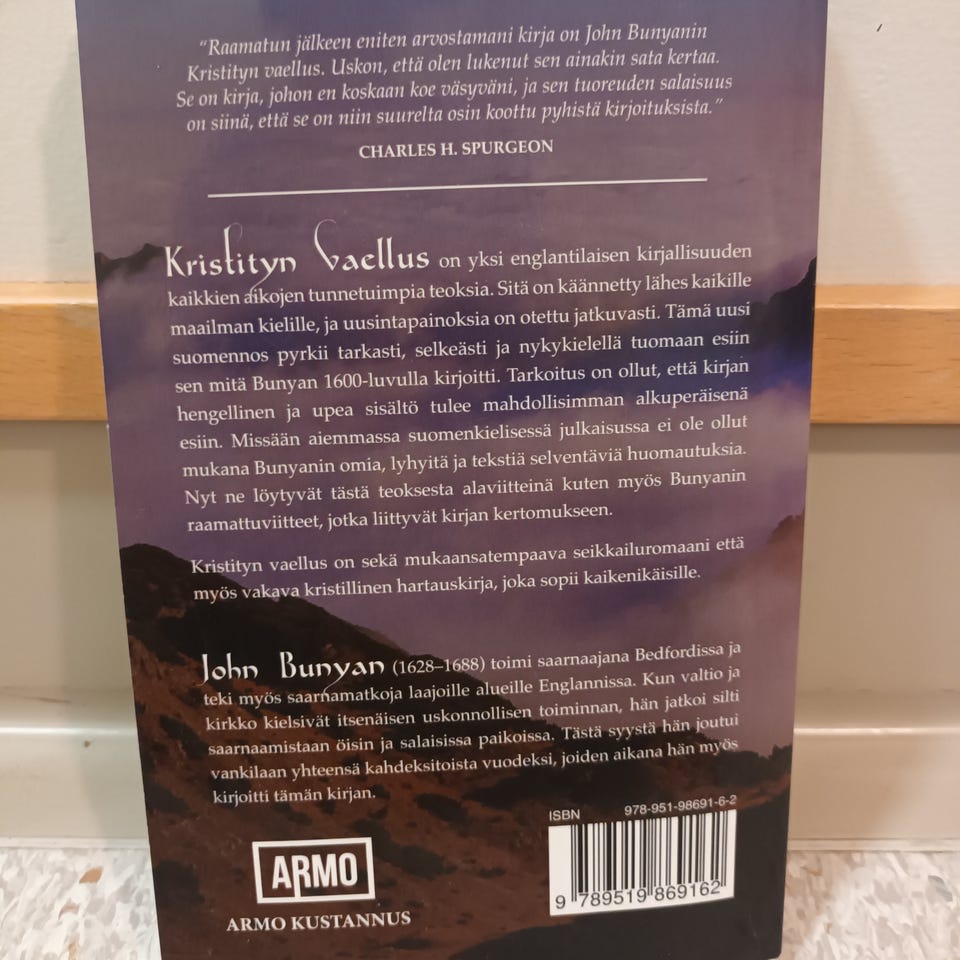 “Raamatun jälkeen eniten arvostamani kirja on John Bunyanin
Kristityn vaellus. Uskon, että olen lukenut sen ainakin sata kertaa.
Se on kirja, johon en koskaan koe väsyväni, ja sen tuoreuden salaisuus
on siinä, että se on niin suurelta osin koottu pyhistä kirjoituksista.”
CHARLES H. SPURGEON
Kristityn Vaellus on yksi englantilaisen kirjallisuuden
kaikkien aikojen tunnetuimpia teoksia. Sitä on käännetty lähes kaikille
maailman kielille, ja uusintapainoksia on otettu jatkuvasti. Tämä uusi
suomennos pyrkii tarkasti, selkeästi ja nykykielellä tuomaan esiin
sen mitä Bunyan 1600-luvulla kirjoitti. Tarkoitus on ollut, että kirjan
hengellinen ja upea sisältö tulee mahdollisimman alkuperäisenä
esiin. Missään aiemmassa suomenkielisessä julkaisussa ei ole ollut
mukana Bunyanin omia, lyhyitä ja tekstiä selventäviä huomautuksia.
Nyt ne löytyvät tästä teoksesta alaviitteinä kuten myös Bunyanin
raamattuviitteet, jotka liittyvät kirjan kertomukseen.
Kristityn vaellus on sekä mukaansatempaava seikkailuromaani että
myös vakava kristillinen hartauskirja, joka sopii kaikenikäisille.
John Bunyan (1628–1688) toimi saarnaajana Bedfordissa ja
teki myös saarnamatkoja laajoille alueille Englannissa. Kun valtio ja
kirkko kielsivät itsenäisen uskonnollisen toiminnan, hän jatkoi silti
saarnaamistaan öisin ja salaisissa paikoissa. Tästä syystä hän joutui
vankilaan yhteensä kahdeksitoista vuodeksi, joiden aikana hän myös
kirjoitti tämän kirjan.
ISBN 978-951-98691-6-2
9 789519 869162
ARMO
ARMO KUSTANNUS